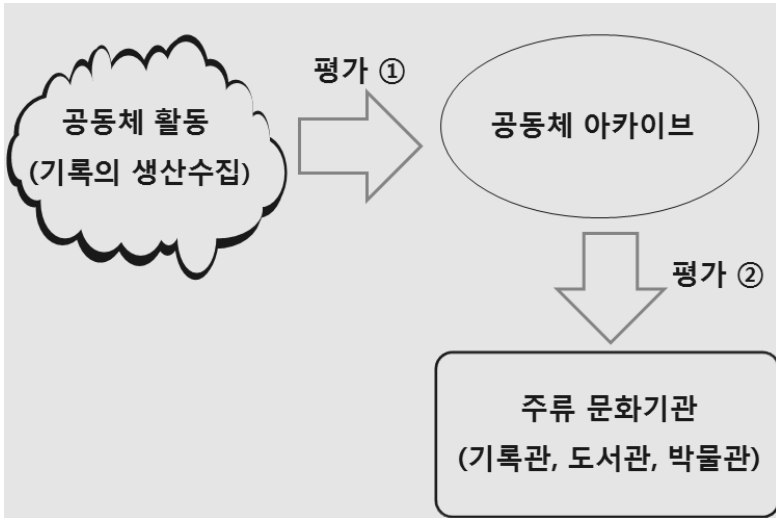 평가 ①
공동체 활동
(기록의 생산수집)
공동체 아카이브
평가 ②
주류 문화기관
(기록관, 도서관, 박물관)